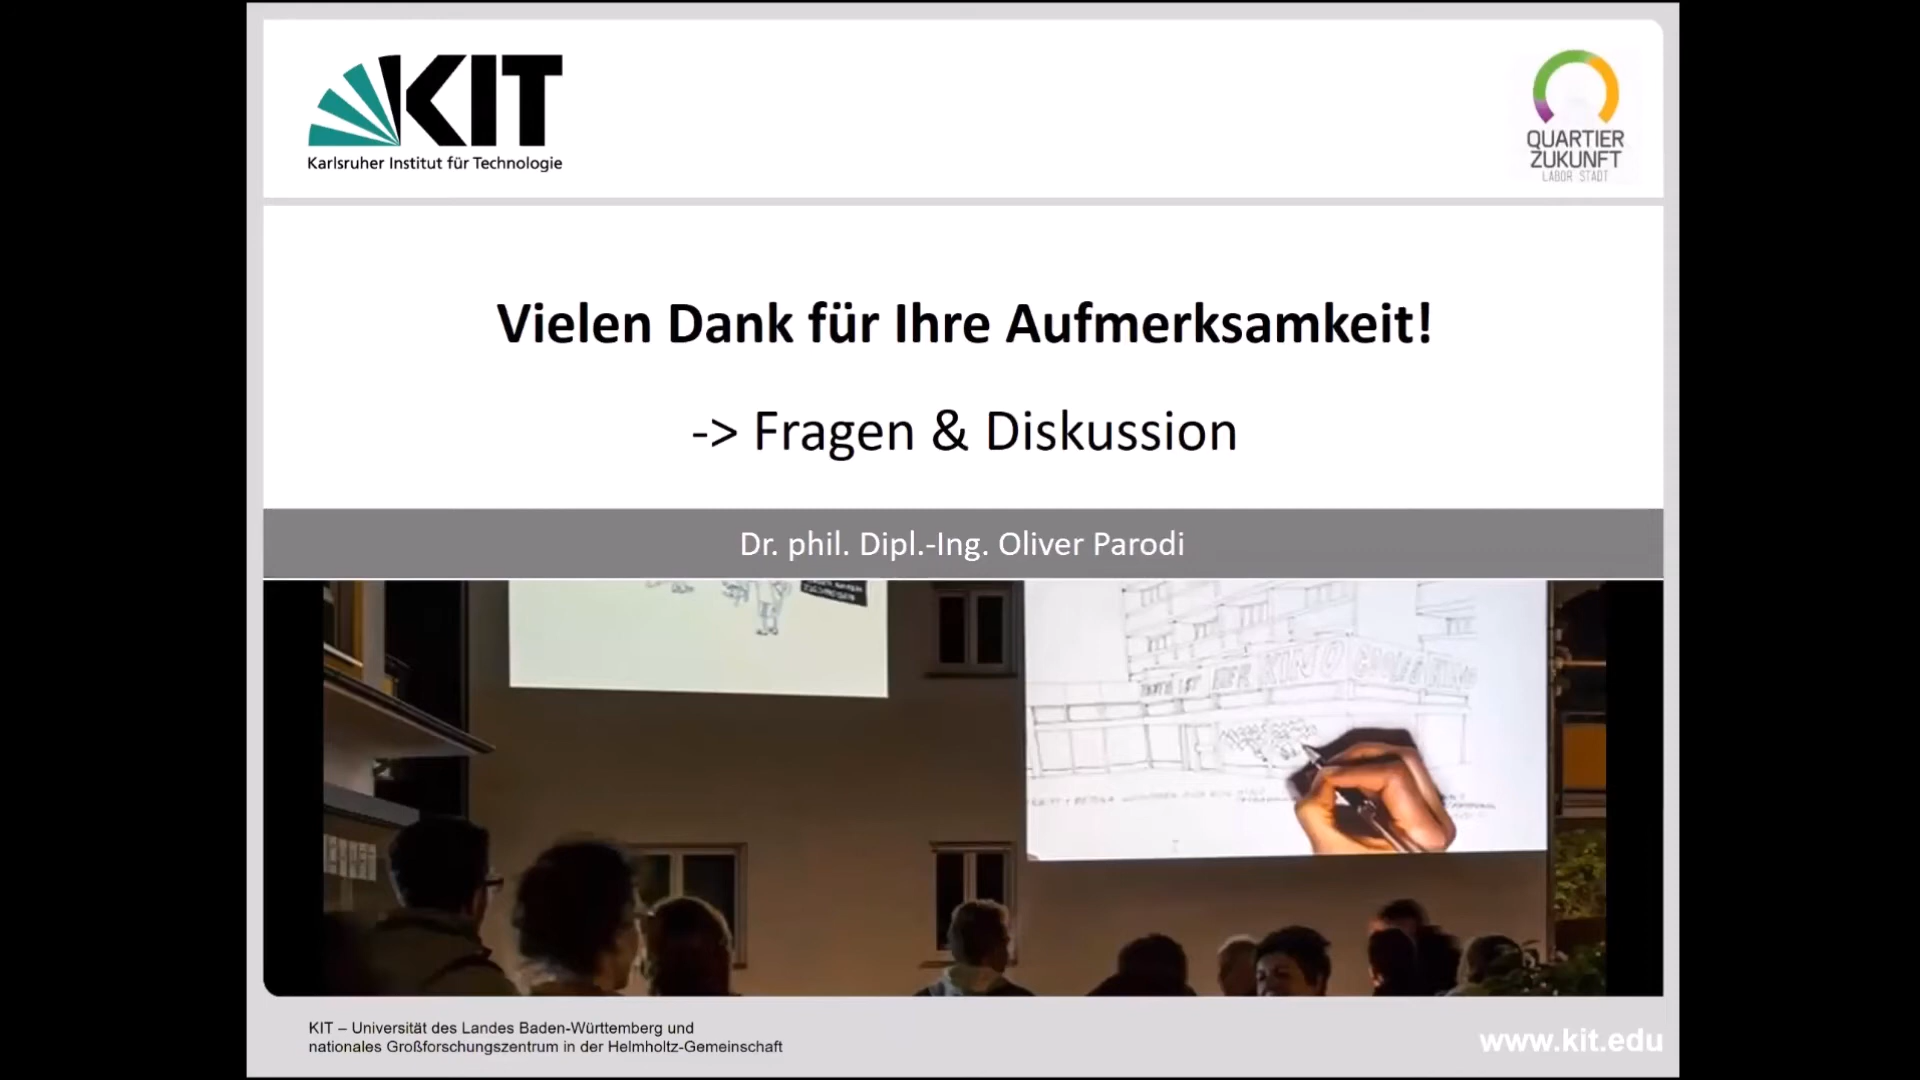 KIT
Karlsruher Institut für Technologie
QUARTIER
ZUKUNFT
LABOR STADT
Vielen Dank für Ihre Aufmerksamkeit!
-> Fragen & Diskussion
Dr. phil. Dipl.-Ing. Oliver Parodi
KINJO
KIT – Universität des Landes Baden-Württemberg und
nationales Großforschungszentrum in der Helmholtz-Gemeinschaft
www.kit.edu